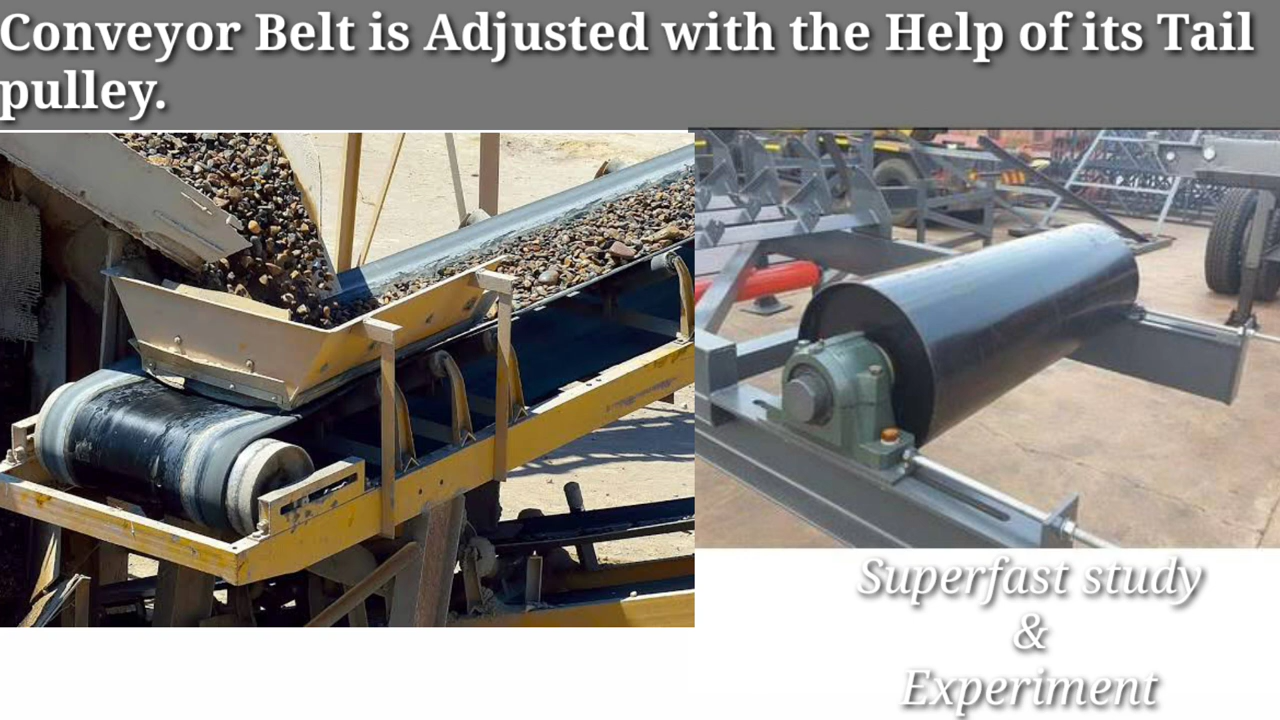 Conveyor Belt is Adjusted with the Help of its Tail
pulley.
Superfast study
&
Experiment